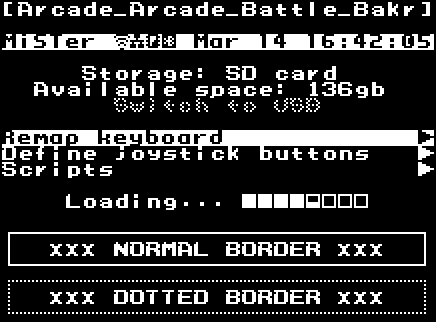 [Arcade_Arcade_Battle_Bakr]
MiSTer Mar 14 16:42:05
Storage: SD card
Available space: 136gb
Switch to USB
Remap keyboard
Define joystick buttons
Scripts
Loading...
xxx NORMAL BORDER xxx
xxx DOTTED BORDER xxx